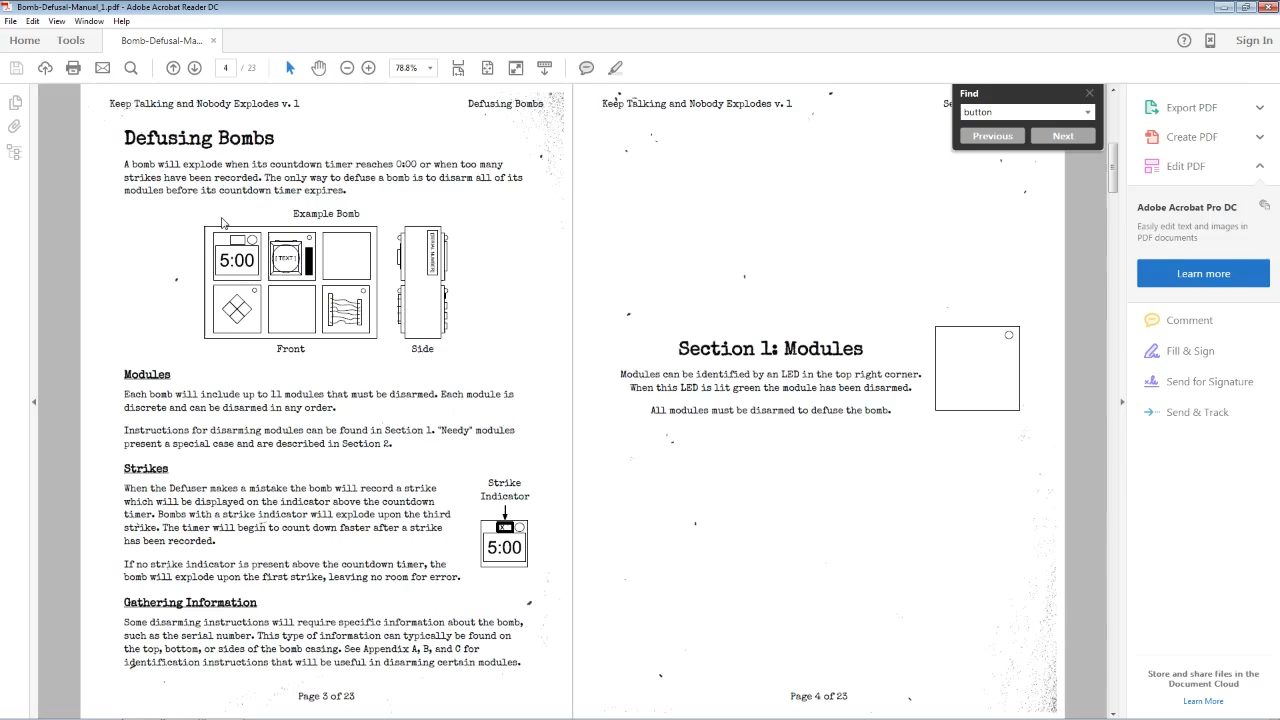 Bomb-Defusal-Manual_1.pdf - Adobe Acrobat Reader DC
File Edit View Window Help
Home Tools Bomb-Defusal-Ma... × Sign In
4 / 23 78.8%
Keep Talking and Nobody Explodes v. 1 Defusing Bombs
Defusing Bombs
A bomb will explode when its countdown timer reaches 0:00 or when too many
strikes have been recorded. The only way to defuse a bomb is to disarm all of its
modules before its countdown timer expires.
Example Bomb
5:00 [TEXT]
Front Side
Modules
Each bomb will include up to 11 modules that must be disarmed. Each module is
discrete and can be disarmed in any order.
Instructions for disarming modules can be found in Section 1. "Needy" modules
present a special case and are described in Section 2.
Strikes
When the Defuser makes a mistake the bomb will record a strike
which will be displayed on the indicator above the countdown
timer. Bombs with a strike indicator will explode upon the third
strike. The timer will begin to count down faster after a strike
has been recorded.
If no strike indicator is present above the countdown timer, the
bomb will explode upon the first strike, leaving no room for error.
Strike
Indicator
X
5:00
Gathering Information
Some disarming instructions will require specific information about the bomb,
such as the serial number. This type of information can typically be found on
the top, bottom, or sides of the bomb casing. See Appendix A, B, and C for
identification instructions that will be useful in disarming certain modules.
Page 3 of 23
Keep Talking and Nobody Explodes v. 1
Section 1: Modules
Modules can be identified by an LED in the top right corner.
When this LED is lit green the module has been disarmed.
All modules must be disarmed to defuse the bomb.
Page 4 of 23
Find
button
Previous Next
Export PDF
Create PDF
Edit PDF
Adobe Acrobat Pro DC
Easily edit text and images in
PDF documents
Learn more
Comment
Fill & Sign
Send for Signature
Send & Track
Store and share files in the
Document Cloud
Learn More